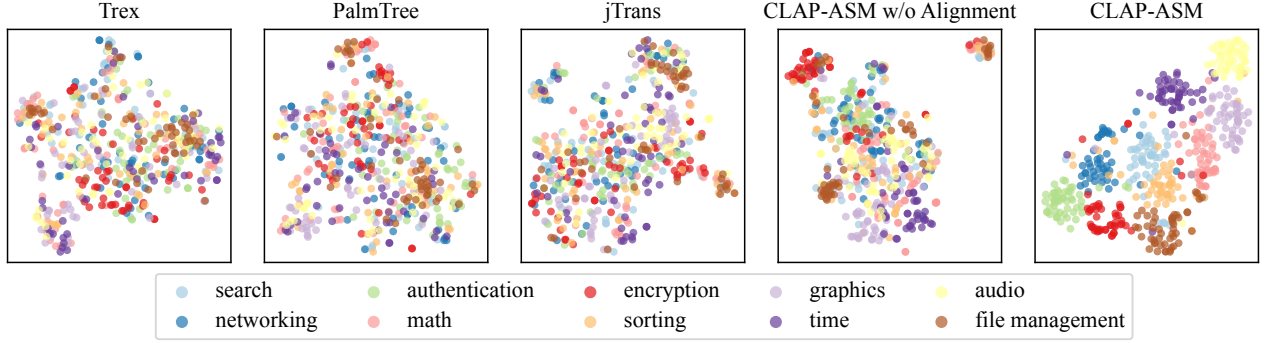 Trex PalmTree jTrans CLAP-ASM w/o Alignment CLAP-ASM
search authentication encryption graphics audio
networking math sorting time file management